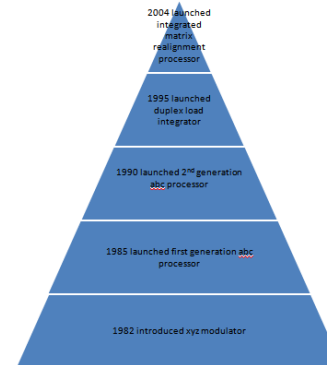 2004 launched
integrated
matrix
realignment
processor
1995 launched
duplex load
integrator
1990 launched 2nd generation
abc processor
1985 launched first generation abc
processor
1982 introduced xyz modulator